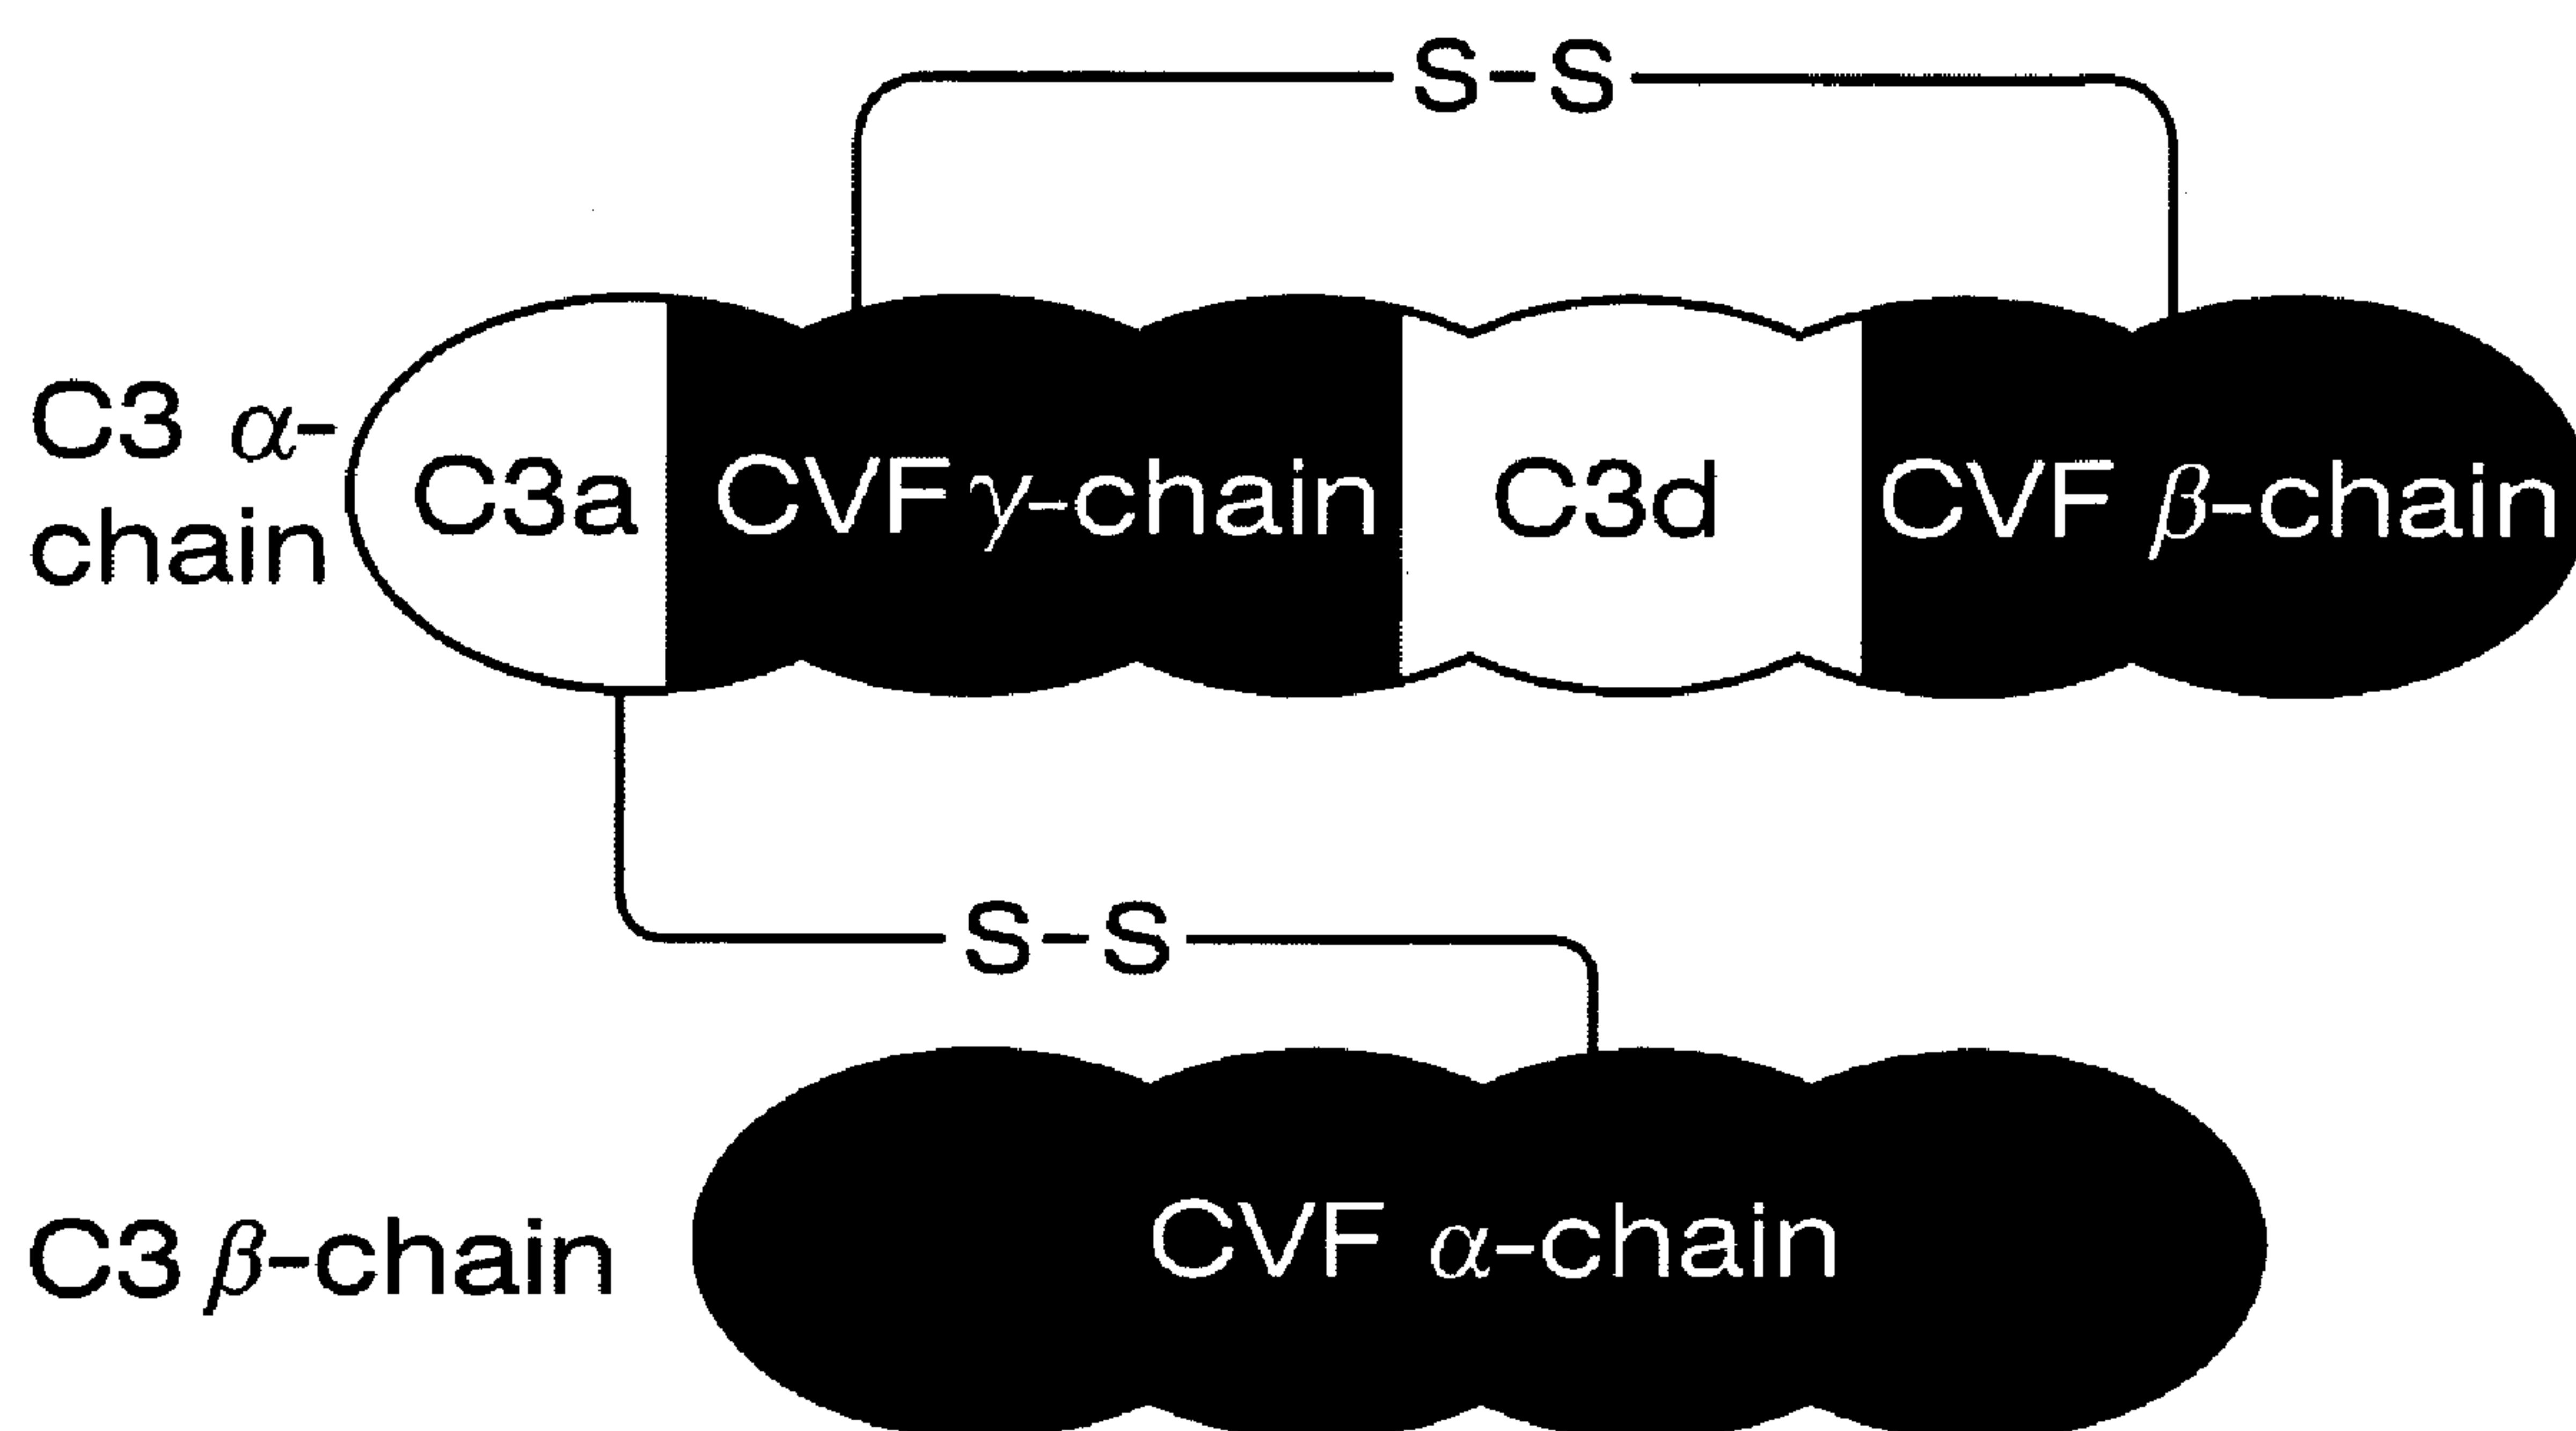 S-S
C3 α-
chain
C3a
CVF γ-chain
C3d
CVF β-chain
S-S
C3 β-chain
CVF α-chain